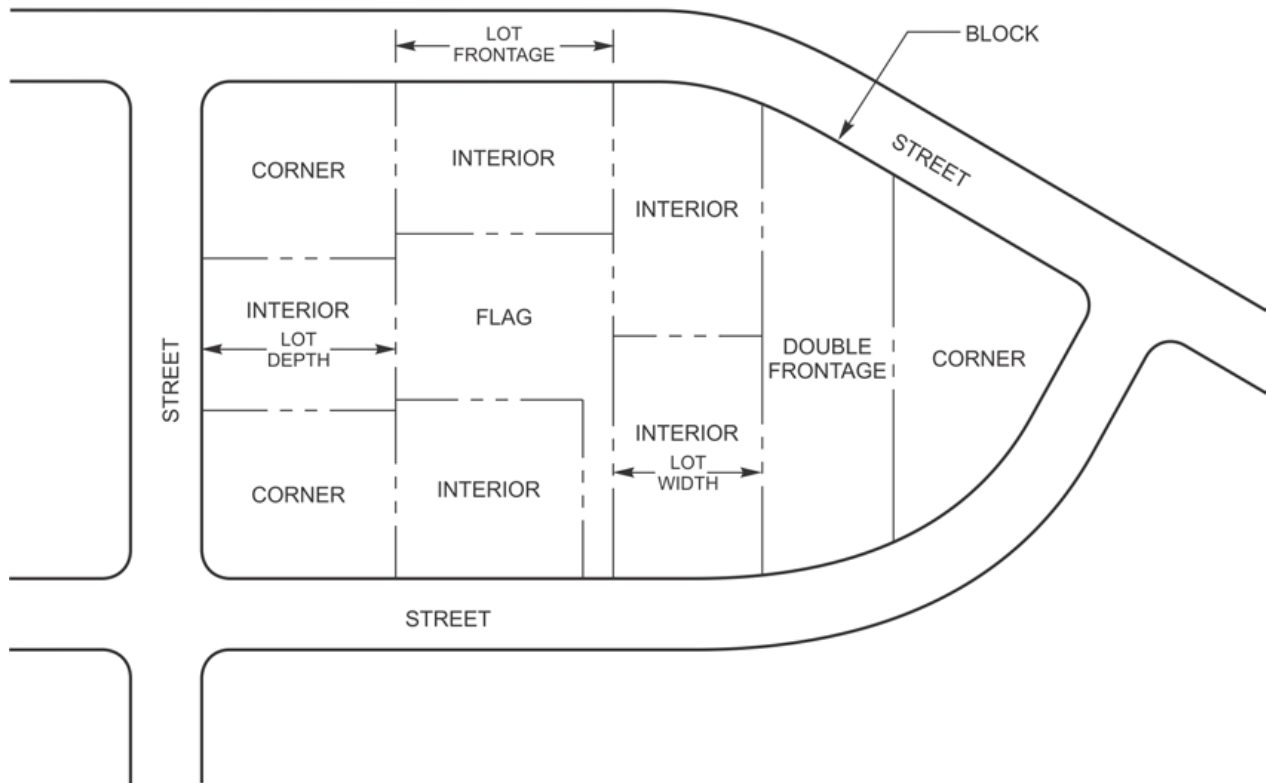 LOT
FRONTAGE
BLOCK
STREET
CORNER
INTERIOR
INTERIOR
INTERIOR
LOT
DEPTH
FLAG
STREET
DOUBLE
FRONTAGE
CORNER
INTERIOR
LOT
WIDTH
CORNER
INTERIOR
STREET